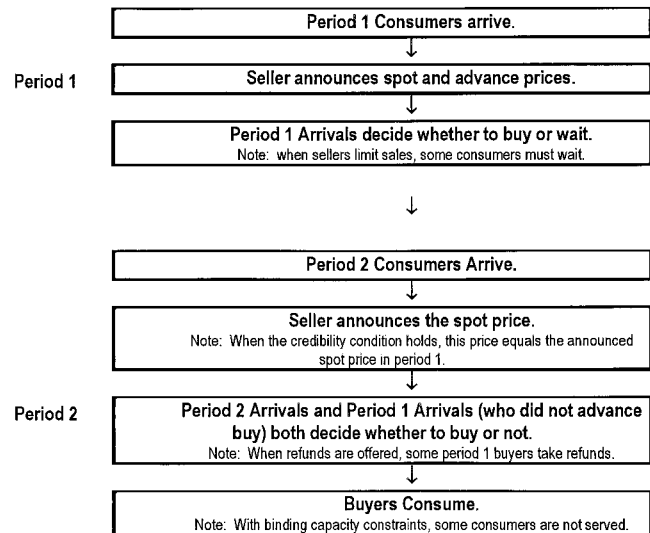 Period 1 Consumers arrive.
↓
Period 1
Seller announces spot and advance prices.
↓
Period 1 Arrivals decide whether to buy or wait.
Note: when sellers limit sales, some consumers must wait.
↓
Period 2 Consumers Arrive.
↓
Seller announces the spot price.
Note: When the credibility condition holds, this price equals the announced
spot price in period 1.
↓
Period 2
Period 2 Arrivals and Period 1 Arrivals (who did not advance
buy) both decide whether to buy or not.
Note: When refunds are offered, some period 1 buyers take refunds.
↓
Buyers Consume.
Note: With binding capacity constraints, some consumers are not served.